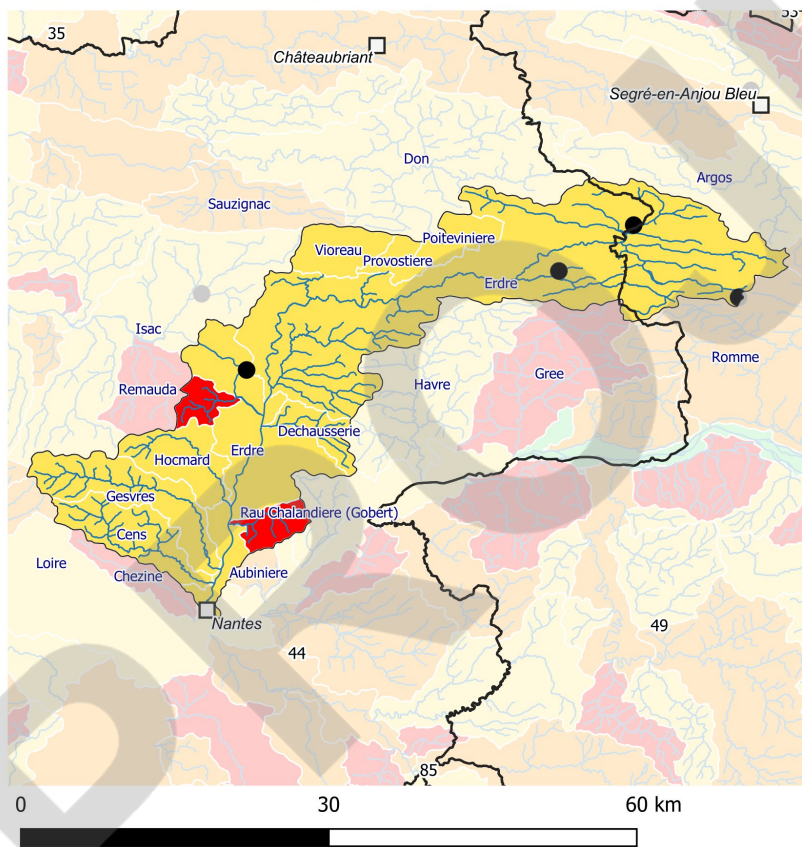 53
35
Châteaubriant
Segré-en-Anjou Bleu
Don
Argos
Sauzignac
Poiteviniere
Vioreau
Provostiere
Erdre
Isac
Romme
Gree
Havre
Remauda
Dechausserie
Erdre
Hocmard
Gesvres
Rau Chalandiere (Gobert)
Cens
Loire
Chezine
Aubiniere
Nantes
49
44
85
0 30 60 km